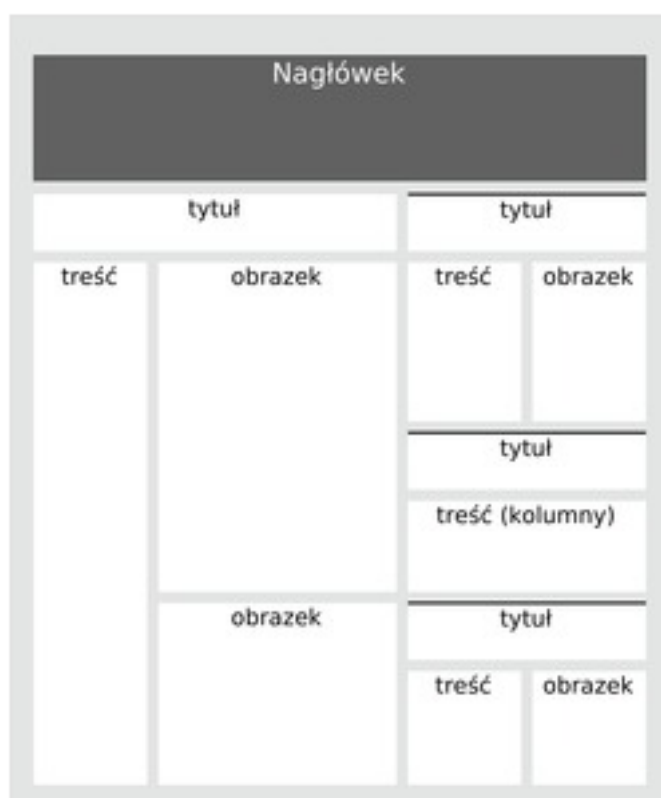 Nagłówek
tytuł
treść
obrazek
obrazek
tytuł
treść
obrazek
tytuł
treść (kolumny)
tytuł
treść
obrazek